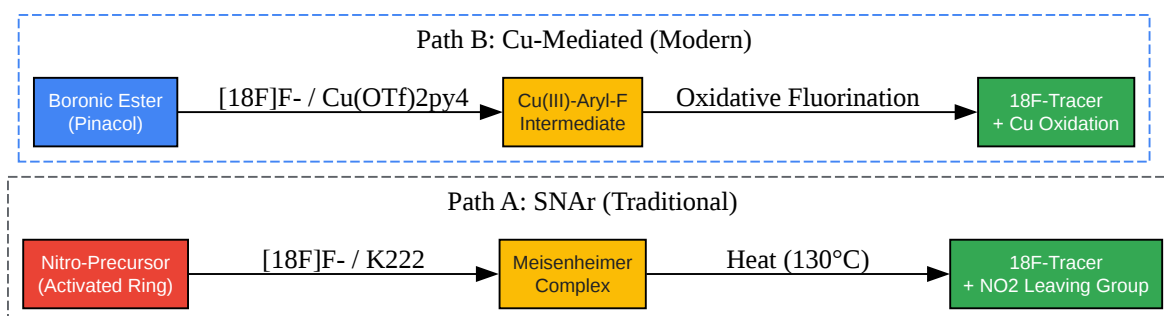 Path B: Cu-Mediated (Modern)
Boronic Ester
(Pinacol)
[18F]F- / Cu(OTf)2py4
Cu(III)-Aryl-F
Intermediate
Oxidative Fluorination
18F-Tracer
+ Cu Oxidation
Path A: SNAr (Traditional)
Nitro-Precursor
(Activated Ring)
[18F]F- / K222
Meisenheimer
Complex
Heat (130°C)
18F-Tracer
+ NO2 Leaving Group